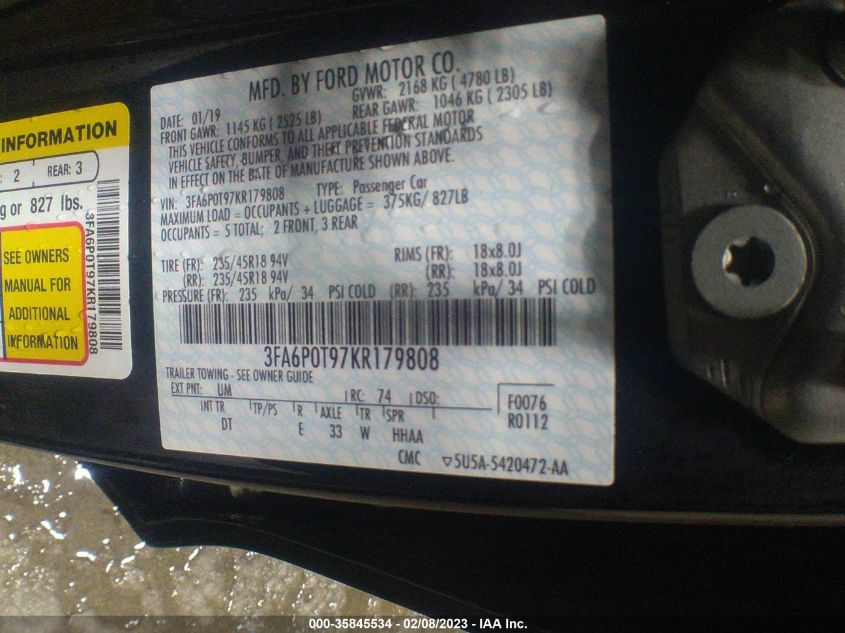 INFORMATION
: 2 REAR: 3
g or 827 lbs.
SEE OWNERS
MANUAL FOR
ADDITIONAL
INFORMATION
3FA6P0T97KR179808
MFD. BY FORD MOTOR CO.
DATE: 01/19 GVWR: 2168 KG ( 4780 LB)
FRONT GAWR: 1145 KG ( 2525 LB) REAR GAWR: 1046 KG ( 2305 LB)
THIS VEHICLE CONFORMS TO ALL APPLICABLE FEDERAL MOTOR
VEHICLE SAFETY, BUMPER, AND THEFT PREVENTION STANDARDS
IN EFFECT ON THE DATE OF MANUFACTURE SHOWN ABOVE.
VIN: 3FA6P0T97KR179808 TYPE: Passenger Car
MAXIMUM LOAD = OCCUPANTS + LUGGAGE = 375KG/ 827LB
OCCUPANTS = 5 TOTAL; 2 FRONT, 3 REAR
TIRE (FR): 235/45R18 94V RIMS (FR): 18x8.0J
(RR): 235/45R18 94V (RR): 18x8.0J
PRESSURE (FR): 235 kPa/ 34 PSI COLD (RR): 235 kPa/ 34 PSI COLD
3FA6P0T97KR179808
TRAILER TOWING - SEE OWNER GUIDE
EXT PNT: UM RC: 74 DSO: F0076
INT TR TP/PS R AXLE TR SPR R0112
DT E 33 W HHAA
CMC ▽5U5A-5420472-AA
000-35845534 - 02/08/2023 - IAA Inc.